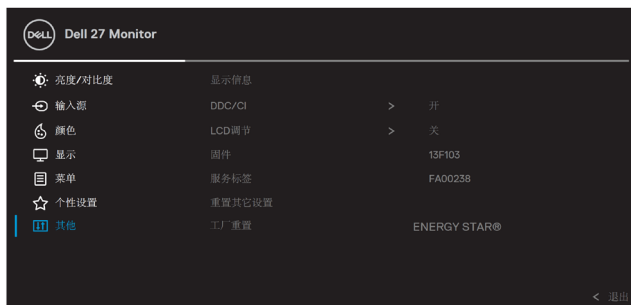 DELL Dell 27 Monitor
亮度/对比度 显示信息
输入源 DDC/CI > 开
颜色 LCD调节 > 关
显示 固件 13F103
菜单 服务标签 FA00238
个性设置 重置其它设置
其他 工厂重置 ENERGY STAR®
< 退出